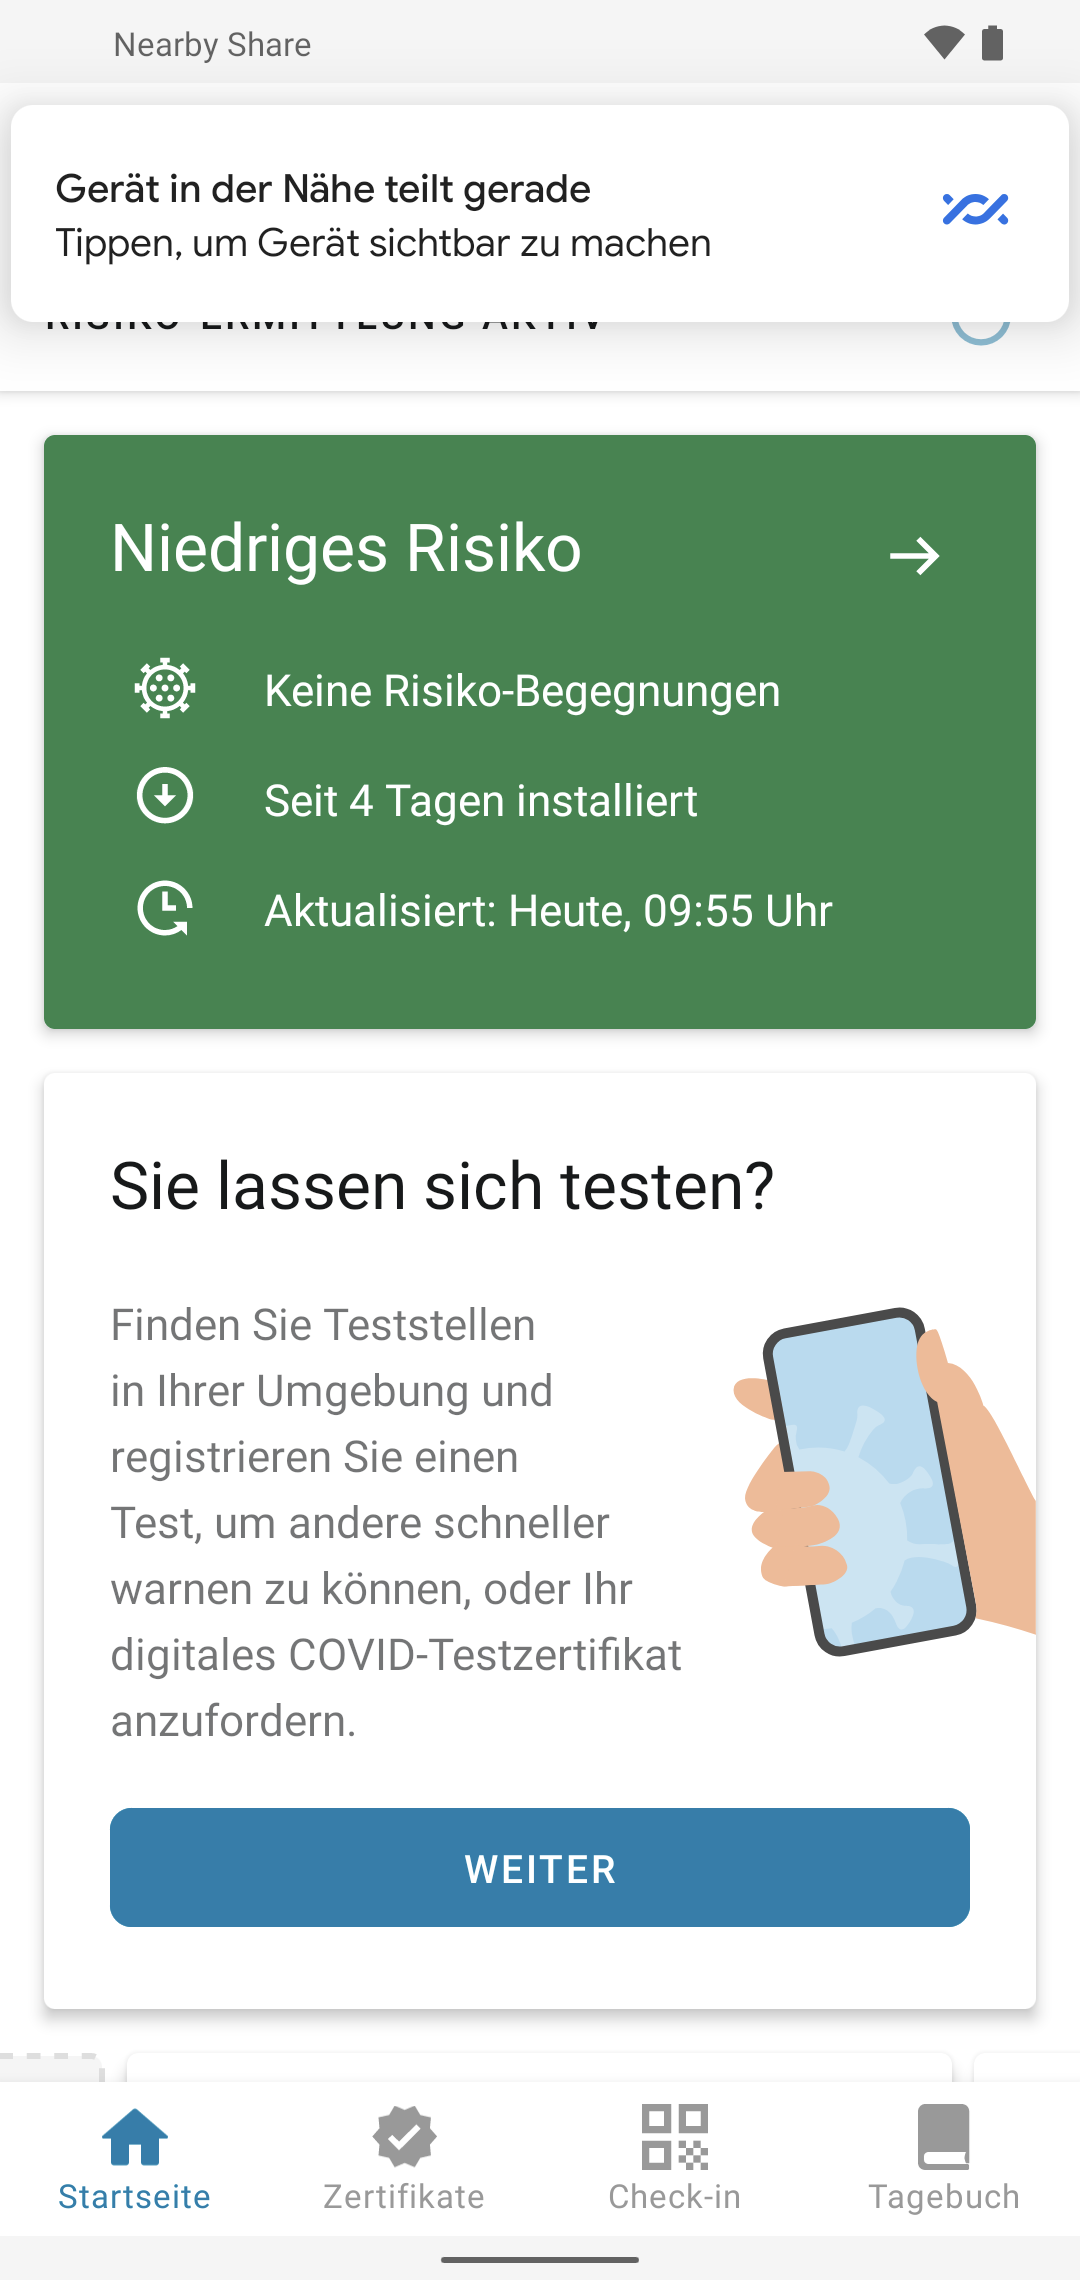 Nearby Share
Gerät in der Nähe teilt gerade
Tippen, um Gerät sichtbar zu machen
RISIKO-ERMITTLUNG AKTIV
Niedriges Risiko
Keine Risiko-Begegnungen
Seit 4 Tagen installiert
Aktualisiert: Heute, 09:55 Uhr
Sie lassen sich testen?
Finden Sie Teststellen
in Ihrer Umgebung und
registrieren Sie einen
Test, um andere schneller
warnen zu können, oder Ihr
digitales COVID-Testzertifikat
anzufordern.
WEITER
Startseite
Zertifikate
Check-in
Tagebuch